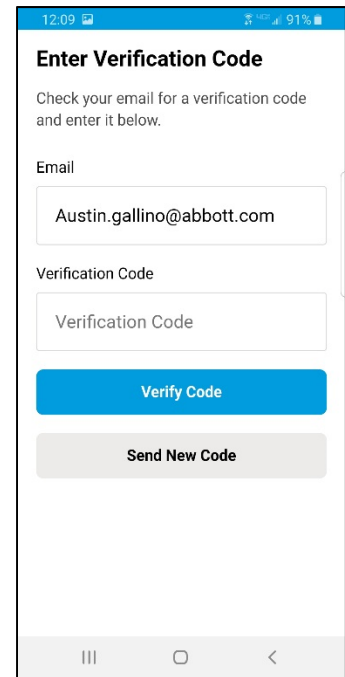 12:09 91%
Enter Verification Code
Check your email for a verification code
and enter it below.
Email
Austin.gallino@abbott.com
Verification Code
Verification Code
Verify Code
Send New Code